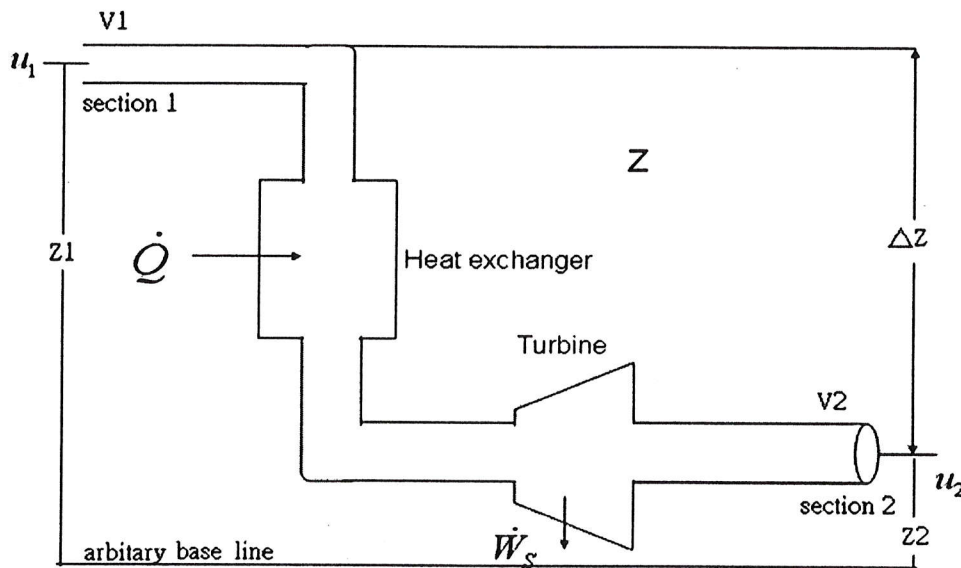 V1
u₁
section 1
Z
Z1
Q̇
Heat exchanger
ΔZ
Turbine
V2
u₂
section 2
Z2
Ẇₛ
arbitary base line